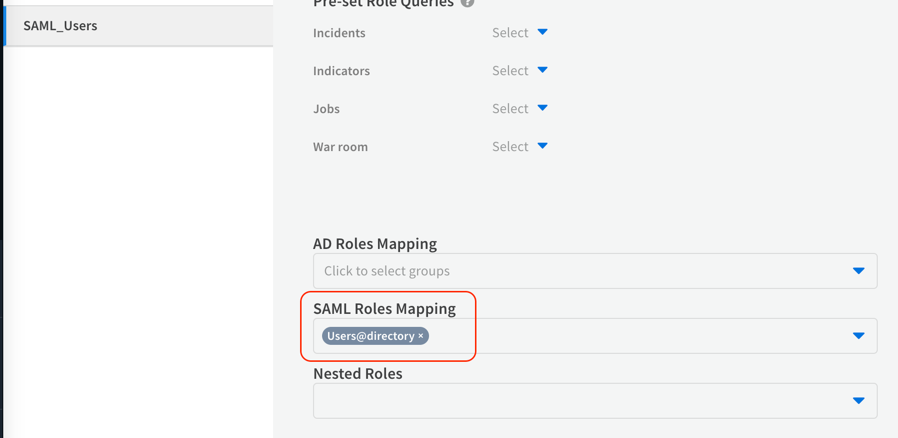 Pre-set Role Queries ?
SAML_Users
Incidents Select
Indicators Select
Jobs Select
War room Select
AD Roles Mapping
Click to select groups
SAML Roles Mapping
Users@directory ×
Nested Roles